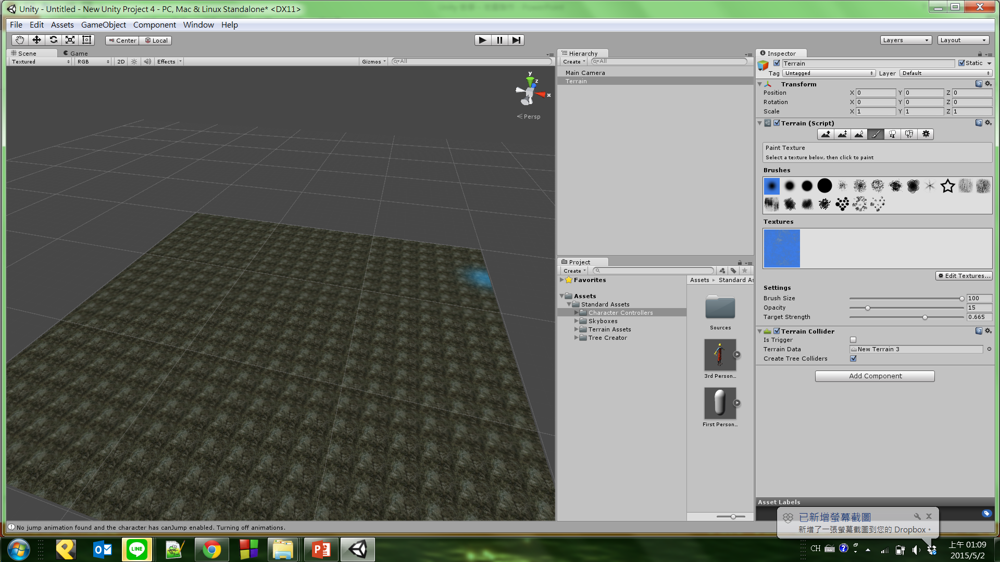 Unity - Untitled - New Unity Project 4 - PC, Mac & Linux Standalone* <DX11>
File Edit Assets GameObject Component Window Help
Center Local
Layers Layout
Scene Game
Textured RGB 2D Effects Gizmos All
y
z
x
Persp
Hierarchy
Create All
Main Camera
Terrain
Project
Create
Favorites
Assets
Standard Assets
Character Controllers
Skyboxes
Terrain Assets
Tree Creator
Assets Standard As
Sources
3rd Person...
First Person...
Inspector
Terrain Static
Tag Untagged Layer Default
Transform
Position X 0 Y 0 Z 0
Rotation X 0 Y 0 Z 0
Scale X 1 Y 1 Z 1
Terrain (Script)
Paint Texture
Select a texture below, then click to paint
Brushes
Textures
Edit Textures...
Settings
Brush Size 100
Opacity 15
Target Strength 0.665
Terrain Collider
Is Trigger
Terrain Data New Terrain 3
Create Tree Colliders
Add Component
Asset Labels
已新增螢幕截圖
新增了一張螢幕截圖到您的 Dropbox。
No jump animation found and the character has canJump enabled. Turning off animations.
LINE
CH
上午 01:09
2015/5/2